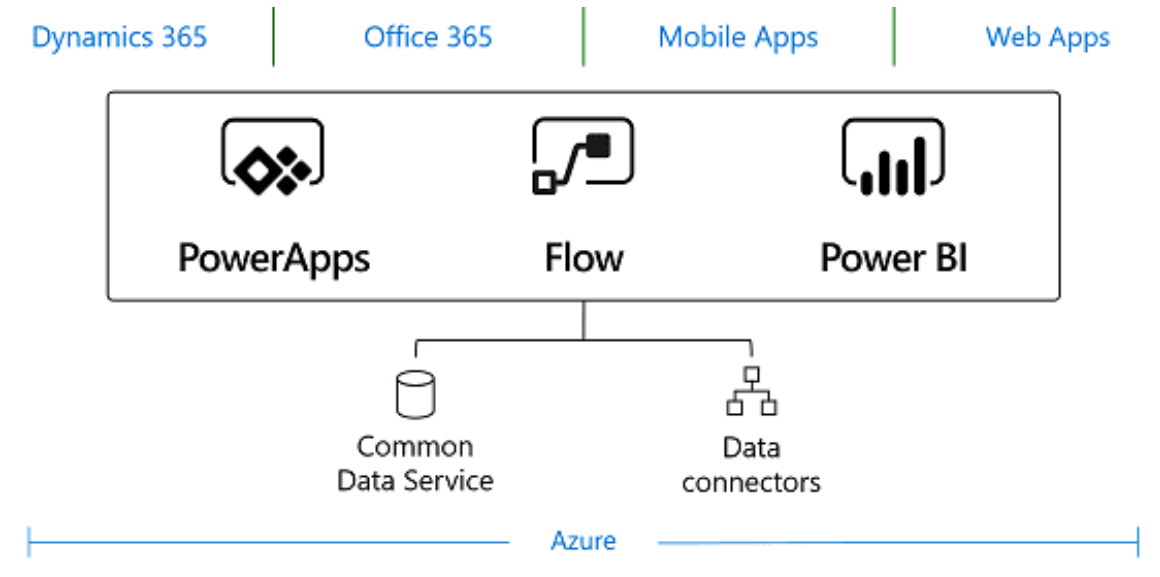 Dynamics 365
Office 365
Mobile Apps
Web Apps
PowerApps
Flow
Power BI
Common
Data Service
Data
connectors
Azure